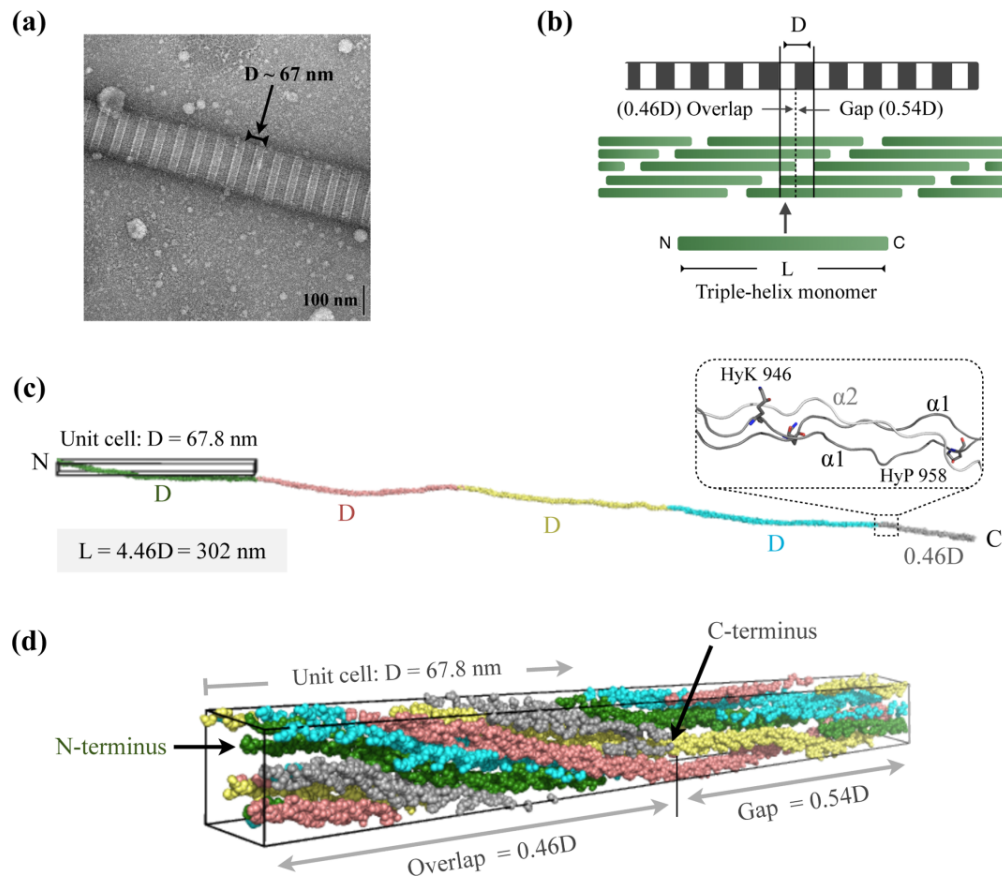 (a)
D ~ 67 nm
100 nm
(b)
D
(0.46D) Overlap
Gap (0.54D)
N
C
L
Triple-helix monomer
(c)
Unit cell: D = 67.8 nm
N
D
D
D
D
0.46D
C
L = 4.46D = 302 nm
HyK 946
α2
α1
α1
HyP 958
(d)
Unit cell: D = 67.8 nm
C-terminus
N-terminus
Overlap = 0.46D
Gap = 0.54D